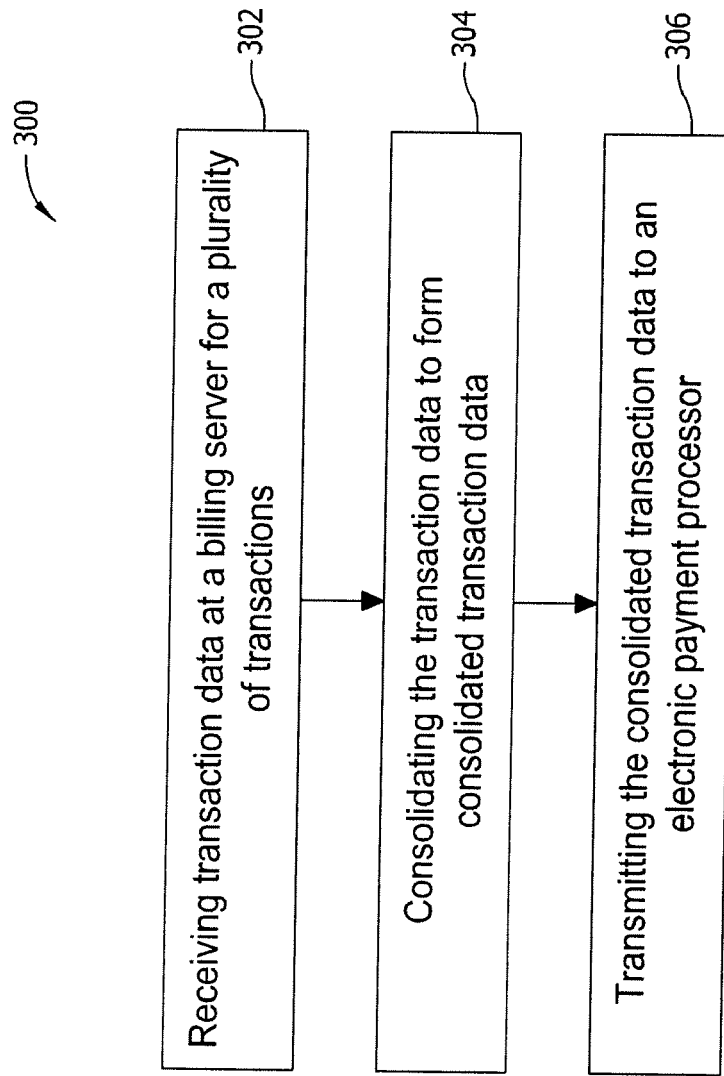 300
Receiving transaction data at a billing server for a plurality
of transactions
302
Consolidating the transaction data to form
consolidated transaction data
304
Transmitting the consolidated transaction data to an
electronic payment processor
306